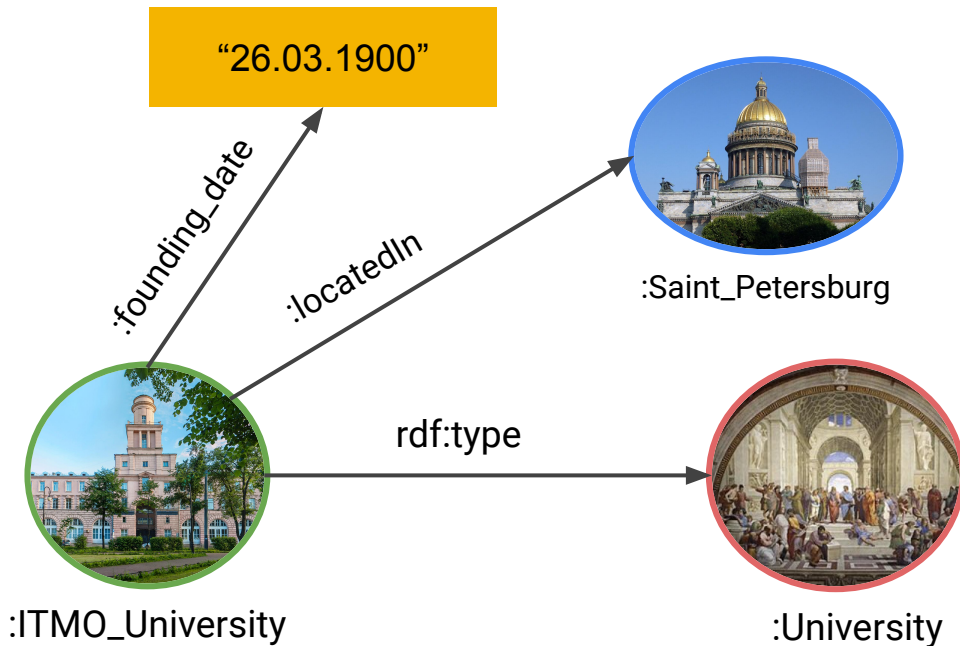 “26.03.1900”
:founding_date
:locatedIn
:Saint_Petersburg
rdf:type
:ITMO_University
:University